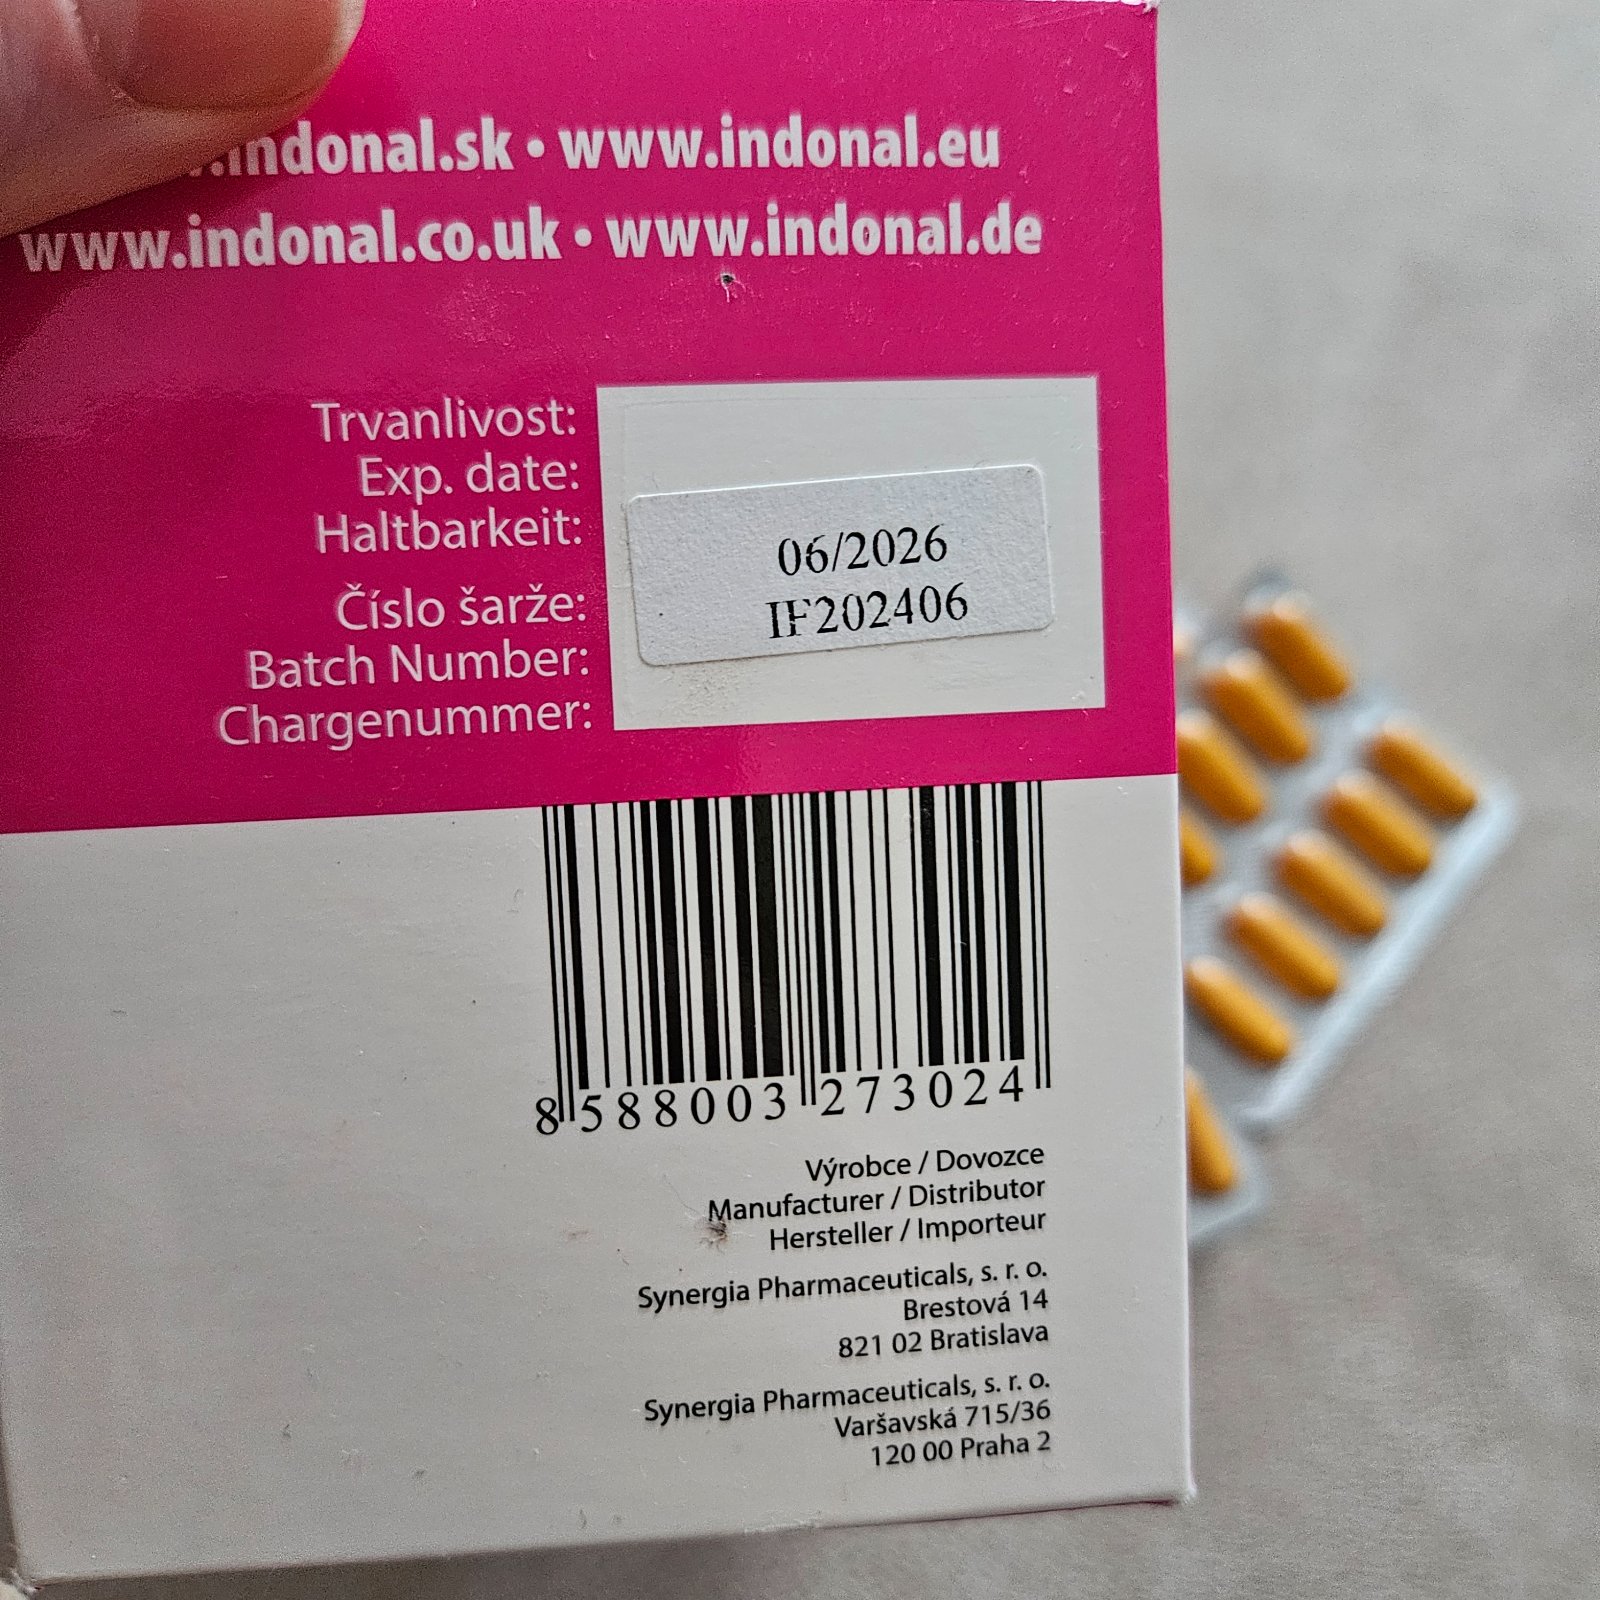 .indonal.sk • www.indonal.eu
www.indonal.co.uk • www.indonal.de
Trvanlivost:
Exp. date:
Haltbarkeit:
06/2026
Číslo šarže:
Batch Number:
Chargenummer:
IF202406
8 588003 273024
Výrobce / Dovozce
Manufacturer / Distributor
Hersteller / Importeur
Synergia Pharmaceuticals, s. r. o.
Brestová 14
821 02 Bratislava
Synergia Pharmaceuticals, s. r. o.
Varšavská 715/36
120 00 Praha 2